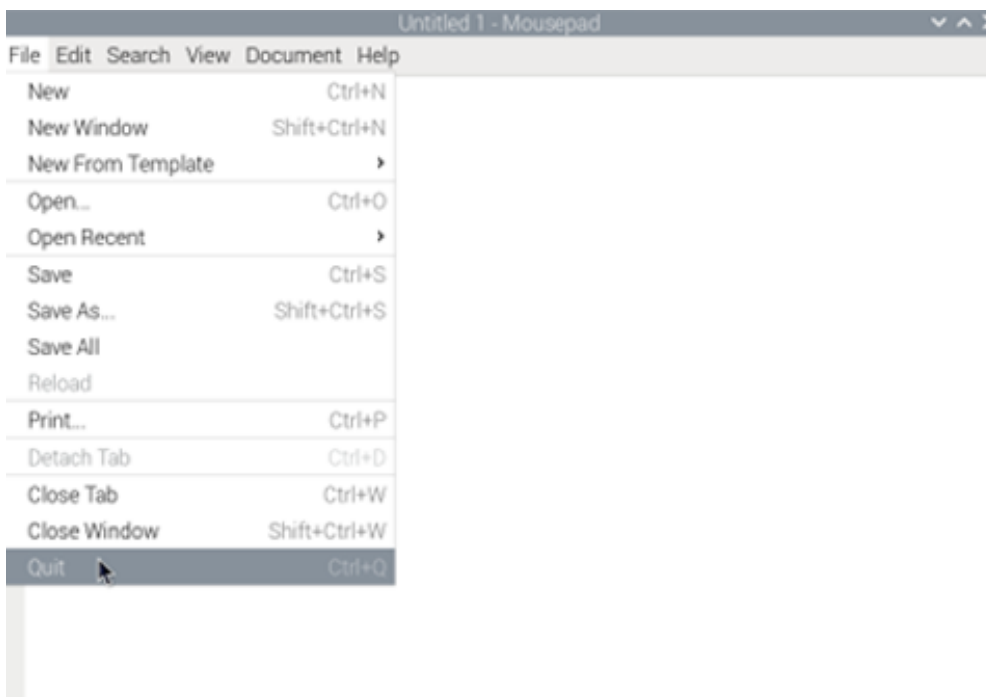 Untitled 1 - Mousepad
File Edit Search View Document Help
New Ctrl+N
New Window Shift+Ctrl+N
New From Template
Open... Ctrl+O
Open Recent
Save Ctrl+S
Save As... Shift+Ctrl+S
Save All
Reload
Print... Ctrl+P
Detach Tab Ctrl+D
Close Tab Ctrl+W
Close Window Shift+Ctrl+W
Quit Ctrl+Q